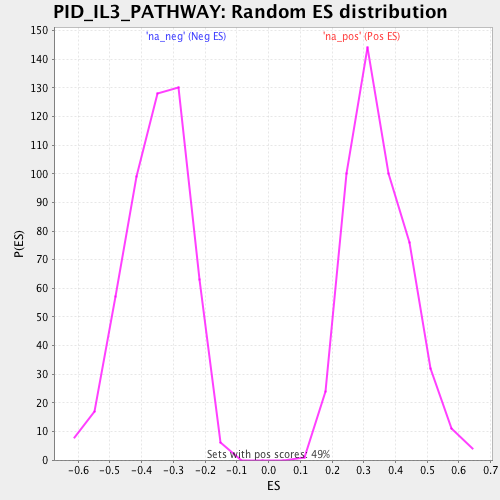 PID_IL3_PATHWAY: Random ES distribution
'na_neg' (Neg ES)
'na_pos' (Pos ES)
150
140
130
120
110
100
90
80
70
60
50
40
30
20
10
0
P(ES)
Sets with pos scores: 49%
-0.6 -0.5 -0.4 -0.3 -0.2 -0.1 0.0 0.1 0.2 0.3 0.4 0.5 0.6 0.7
ES